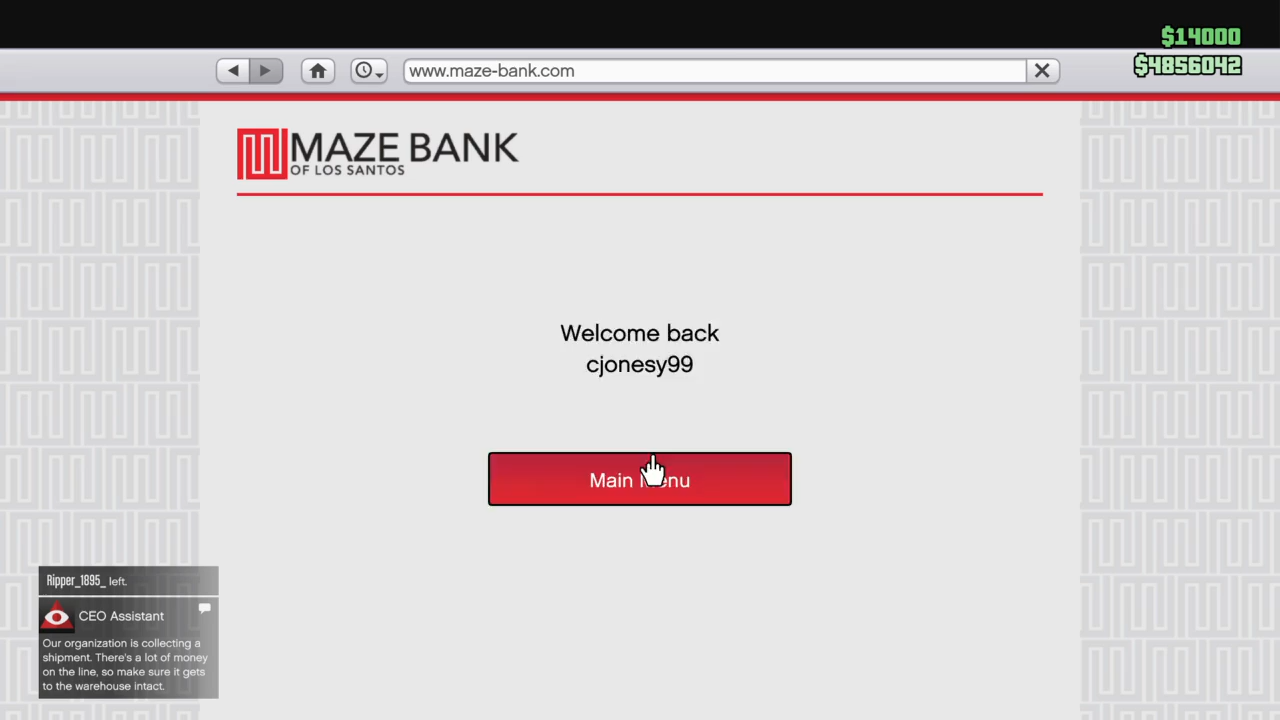 $14000
www.maze-bank.com
$4856042
MAZE BANK
OF LOS SANTOS
Welcome back
cjonesy99
Main Menu
Ripper_1895_ left.
CEO Assistant
Our organization is collecting a
shipment. There's a lot of money
on the line, so make sure it gets
to the warehouse intact.